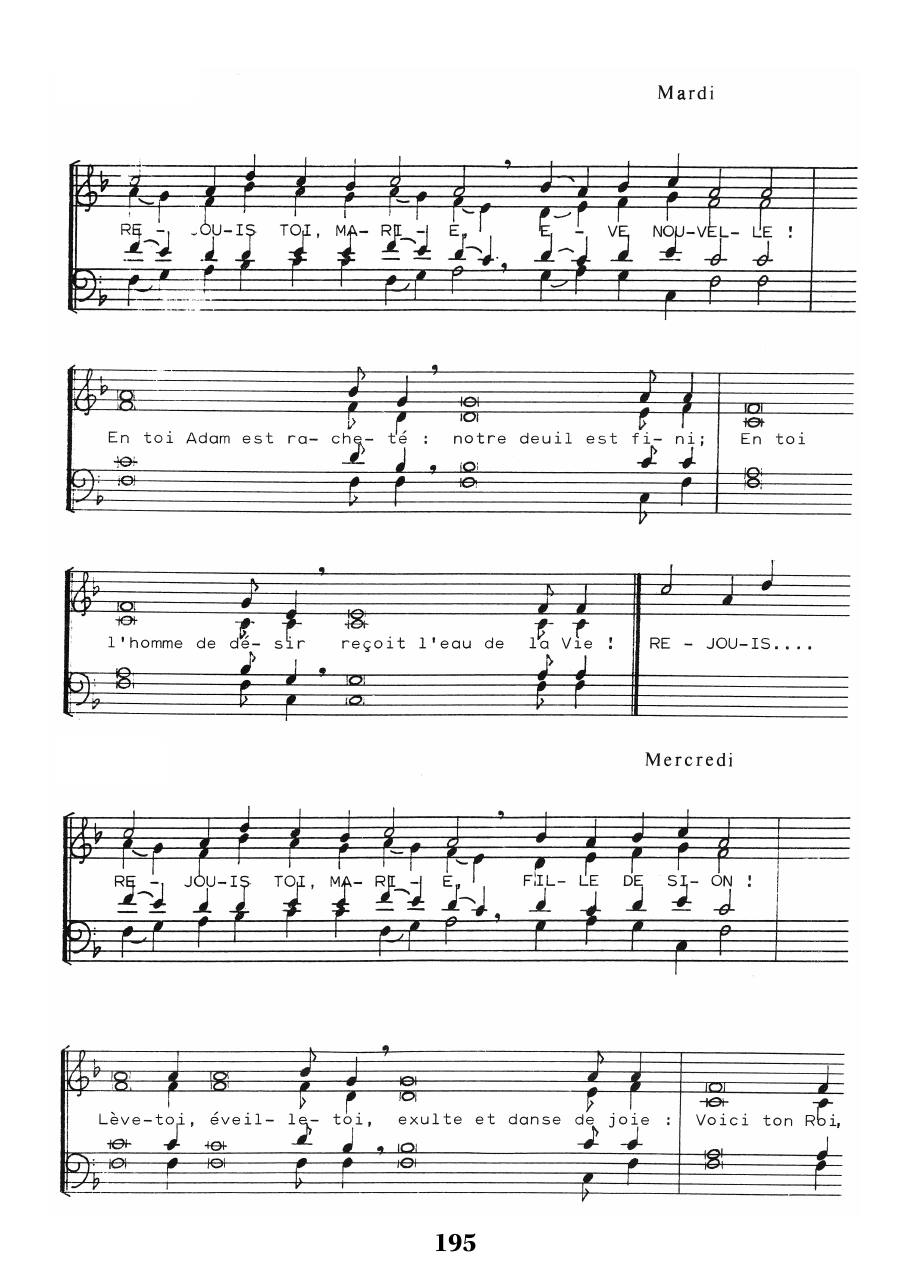 Mardi
RE - JOU-IS TOI, MA- RI - E, E - VE NOU-VEL- LE !
En toi Adam est ra- che- té : notre deuil est fi- ni; En toi
l'homme de dé- sir reçoit l'eau de la Vie ! RE - JOU-IS....
Mercredi
RE - JOU-IS TOI, MA- RI - E, FIL- LE DE SI- ON !
Lève-toi, éveil- le- toi, exulte et danse de joie : Voici ton Roi,
195